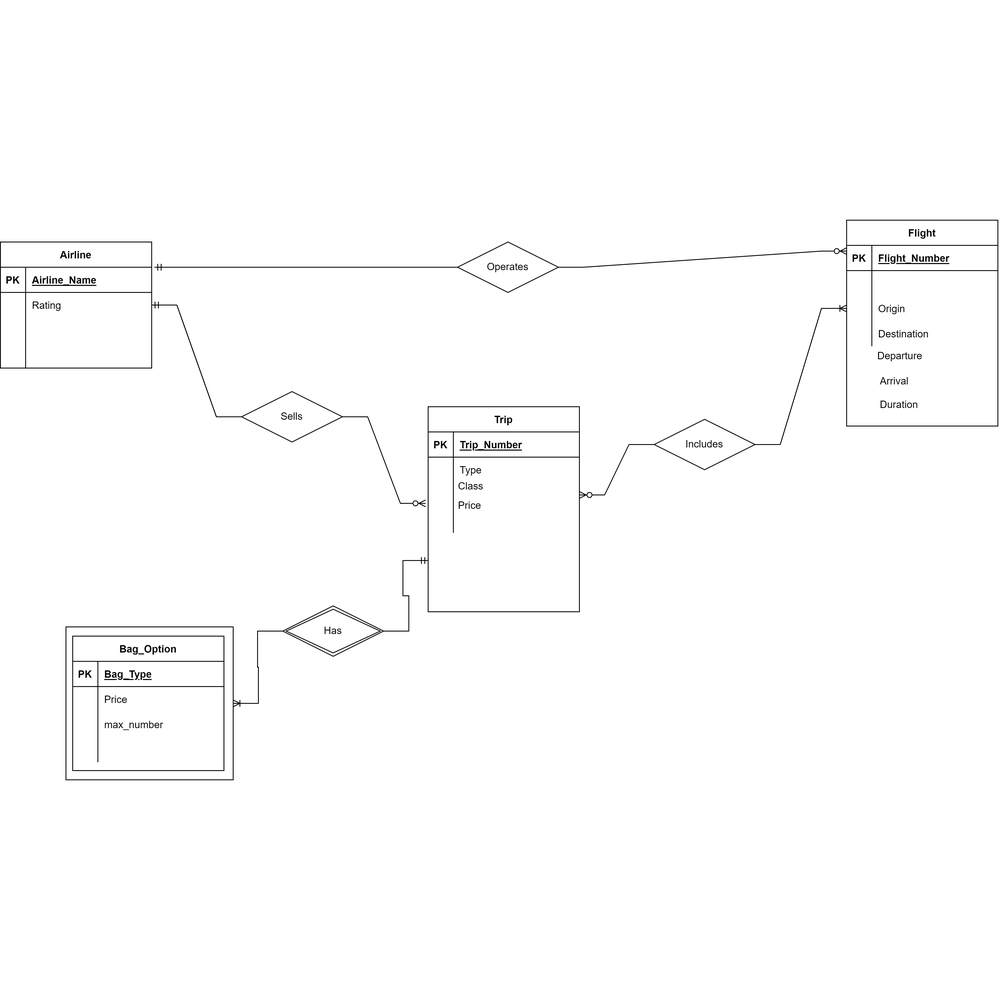 Airline
PK Airline_Name
Rating
Operates
Flight
PK Flight_Number
Origin
Destination
Departure
Arrival
Duration
Sells
Trip
PK Trip_Number
Type
Class
Price
Includes
Has
Bag_Option
PK Bag_Type
Price
max_number